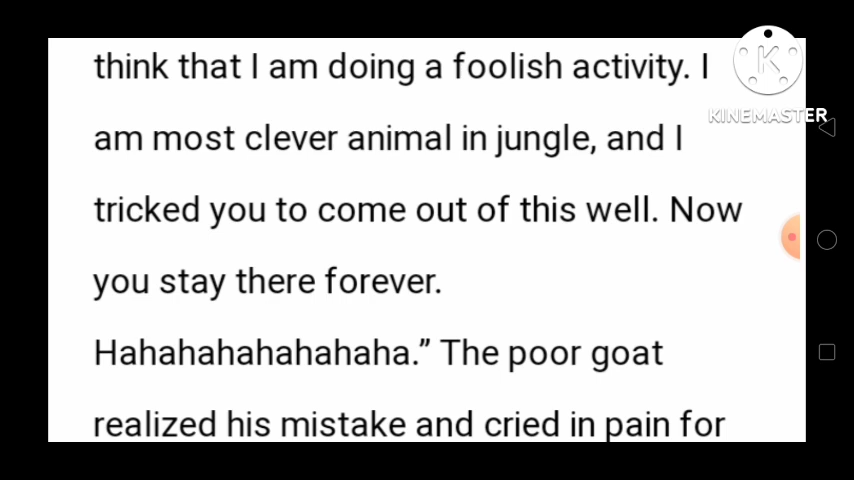 think that I am doing a foolish activity. I
am most clever animal in jungle, and I
tricked you to come out of this well. Now
you stay there forever.
Hahahahahahahaha.” The poor goat
realized his mistake and cried in pain for
K
KINEMASTER